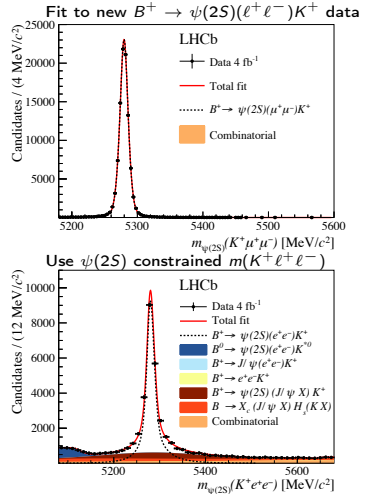 Fit to new B⁺ → ψ(2S)(ℓ⁺ℓ⁻)K⁺ data
Candidates / (4 MeV/c²)
25000
20000
15000
10000
5000
LHCb
Data 4 fb⁻¹
Total fit
B⁺→ ψ(2S)(μ⁺μ⁻)K⁺
Combinatorial
5200 5300 5400 5500 5600
m_ψ(2S)(K⁺μ⁺μ⁻) [MeV/c²]
Use ψ(2S) constrained m(K⁺ℓ⁺ℓ⁻)
Candidates / (12 MeV/c²)
10000
8000
6000
4000
2000
0
LHCb
Data 4 fb⁻¹
Total fit
B⁺→ ψ(2S)(e⁺e⁻)K⁺
B⁰→ ψ(2S)(e⁺e⁻)K*⁰
B⁺→ J/ψ(e⁺e⁻)K⁺
B⁺→ e⁺e⁻K⁺
B⁺→ ψ(2S) (J/ψ X) K⁺
B → X_c (J/ψ X) H_s (K X)
Combinatorial
5200 5400 5600
m_ψ(2S)(K⁺e⁺e⁻) [MeV/c²]